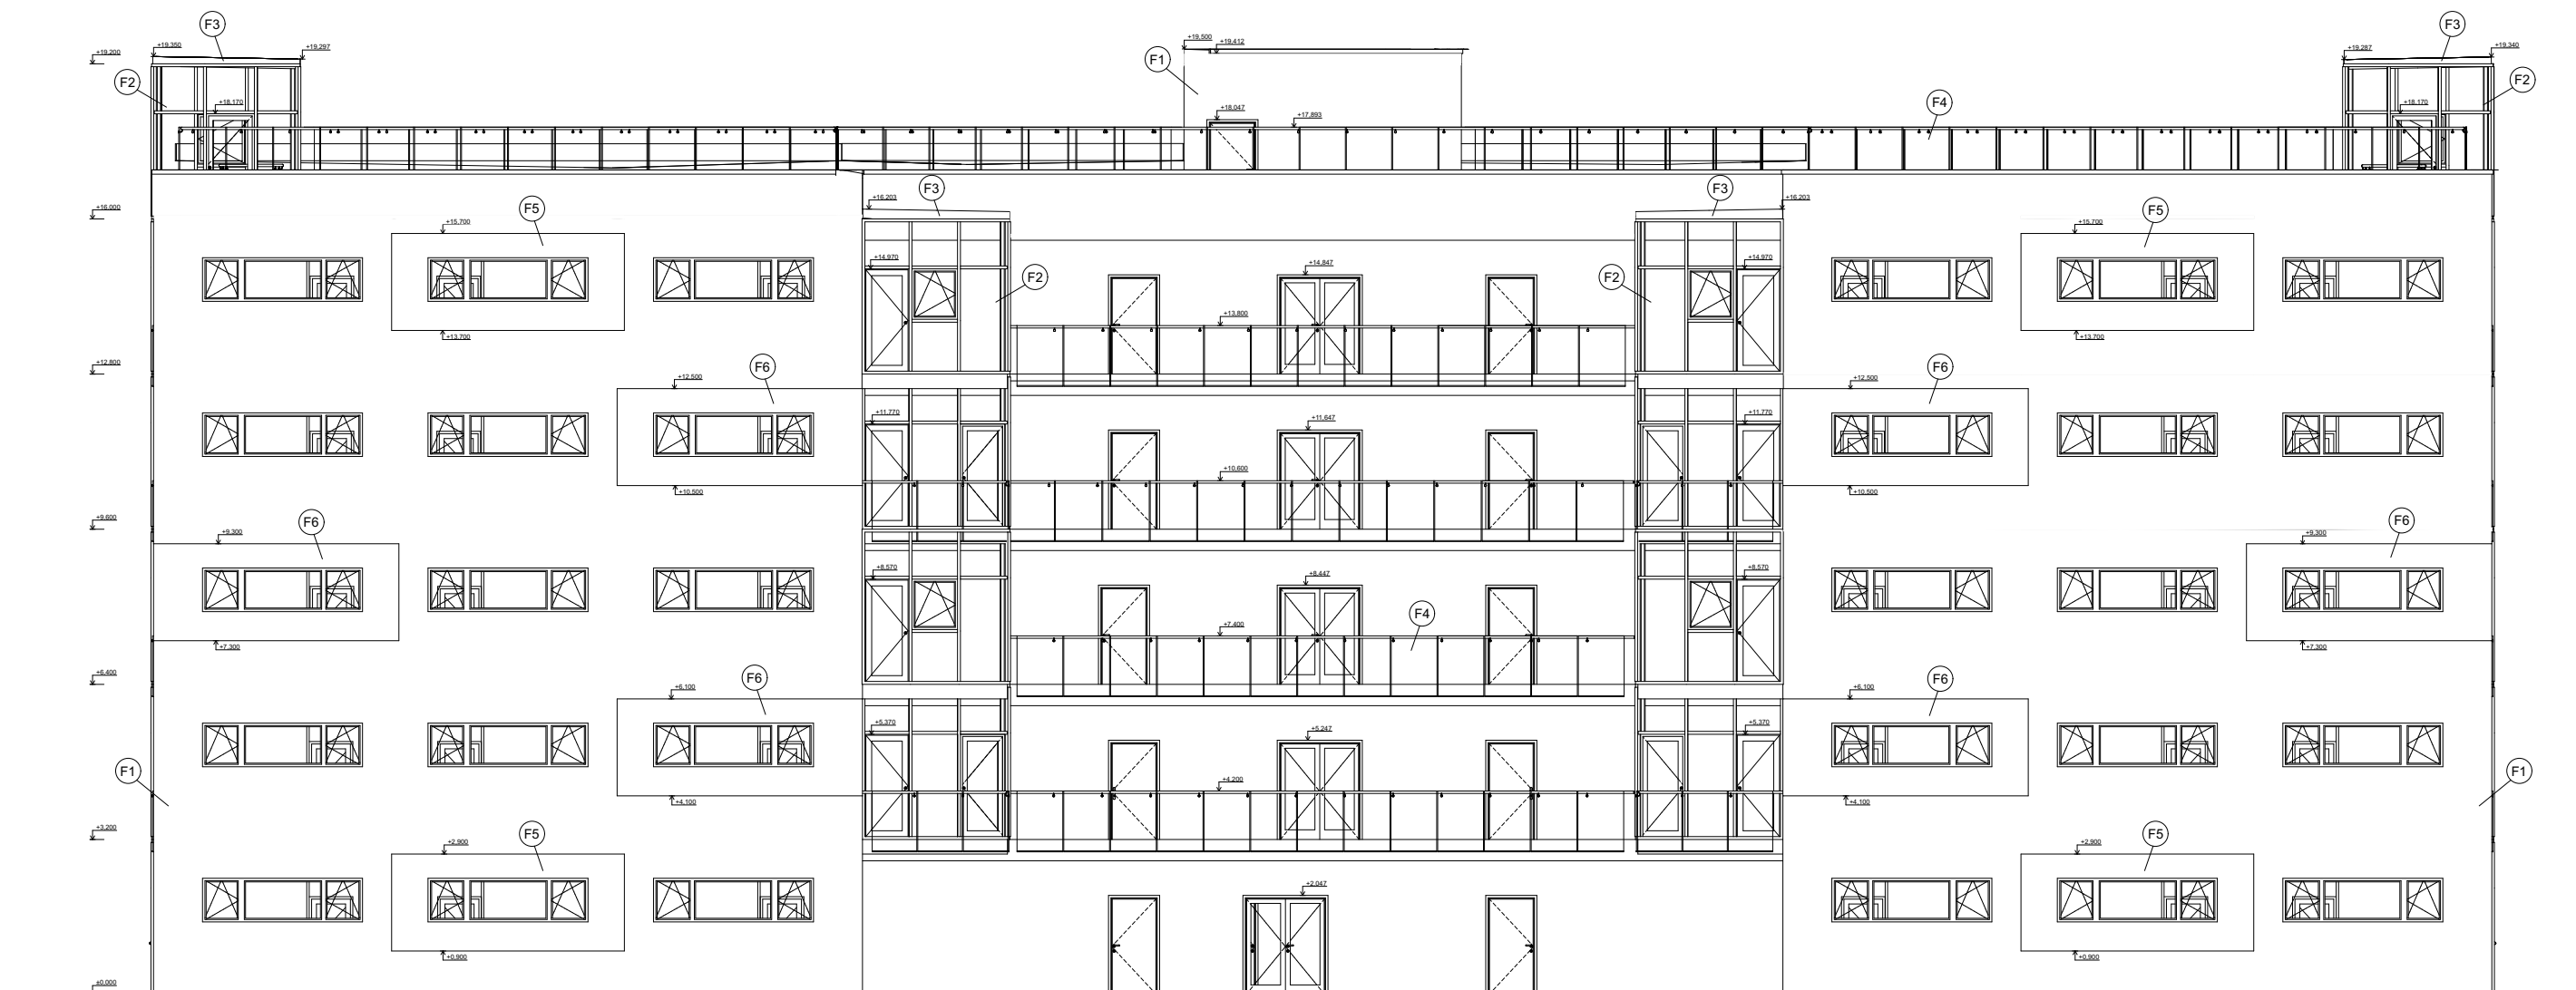 F3
F3
+19,500
+19,412
+19,350
+19,297
+19,287
+19,340
+19,200
F1
F2
F2
+18,170
F4
+18,170
+18,047
+17,893
F3
F3
+16,203
+16,203
+16,000
F5
F5
+15,700
+15,700
+14,970
+14,847
+14,970
F2
F2
+13,800
+13,700
+13,700
+12,800
F6
F6
+12,500
+12,500
+11,770
+11,647
+11,770
+10,600
+10,500
+10,500
+9,600
F6
F6
+9,300
+9,300
+8,570
+8,447
+8,570
F4
+7,400
+7,300
+7,300
+6,400
F6
F6
+6,100
+6,100
+5,370
+5,247
+5,370
F1
F1
+4,200
+4,100
+4,100
+3,200
F5
F5
+2,900
+2,900
+2,047
+0,900
+0,900
±0,000